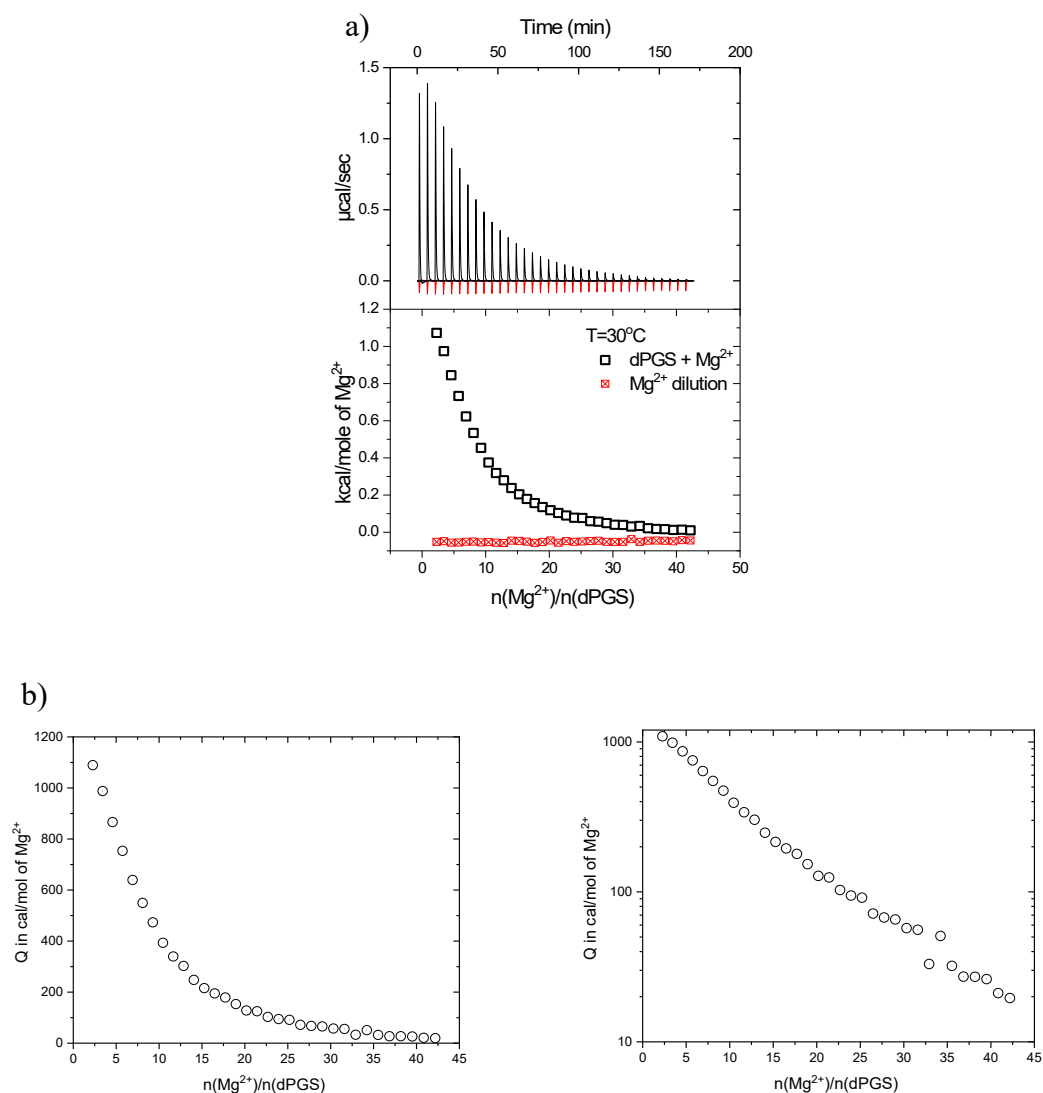 a)
Time (min)
0 50 100 150 200
1.5
1.0
0.5
0.0
µcal/sec
1.2
1.0
0.8
0.6
0.4
0.2
0.0
kcal/mole of Mg²⁺
T=30°C
dPGS + Mg²⁺
Mg²⁺ dilution
0 10 20 30 40 50
n(Mg²⁺)/n(dPGS)
b)
1200
1000
800
600
400
200
0
Q in cal/mol of Mg²⁺
0 5 10 15 20 25 30 35 40 45
n(Mg²⁺)/n(dPGS)
1000
100
10
Q in cal/mol of Mg²⁺
0 5 10 15 20 25 30 35 40 45
n(Mg²⁺)/n(dPGS)